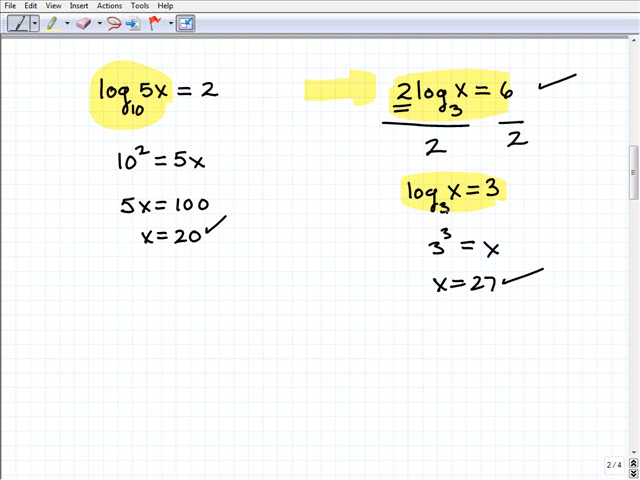 File Edit View Insert Actions Tools Help
log₁₀ 5x = 2
10² = 5x
5x = 100
x = 20 ✓
2 log₃ x = 6 ✓
2 2
log₃ x = 3
3³ = x
x = 27 ✓
2 / 4